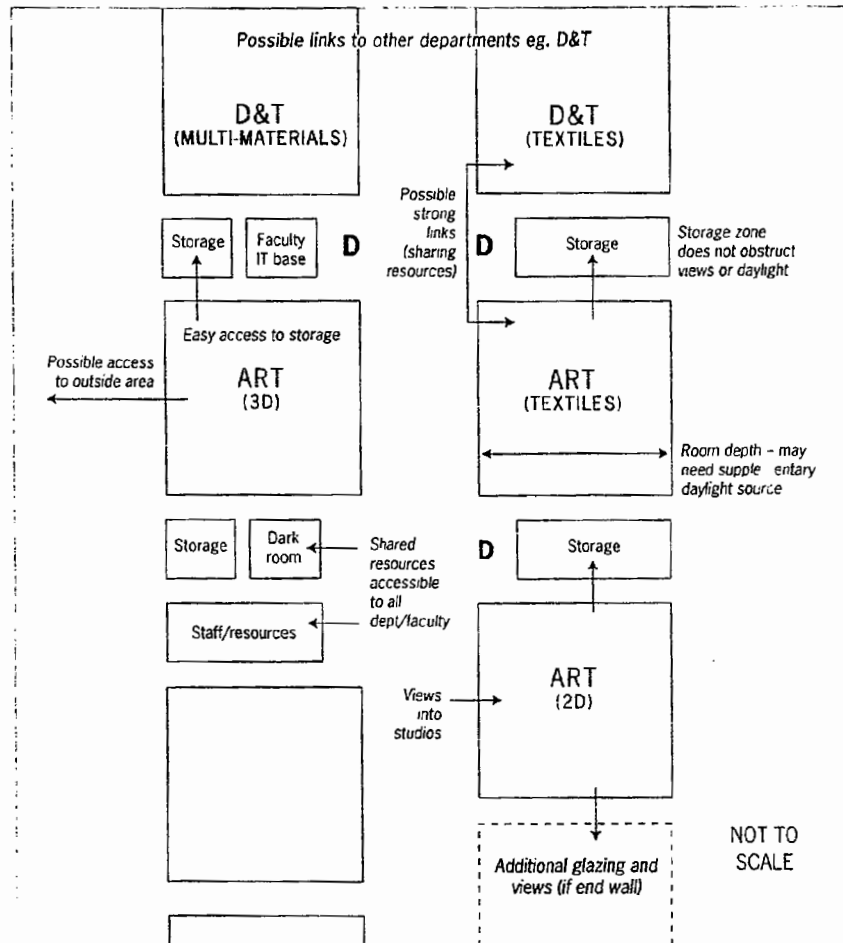 Possible links to other departments eg. D&T
D&T
(MULTI-MATERIALS)
D&T
(TEXTILES)
Possible
strong
links
(sharing
resources)
Storage
Faculty
IT base
D
D
Storage
Storage zone
does not obstruct
views or daylight
Easy access to storage
Possible access
to outside area
ART
(3D)
ART
(TEXTILES)
Room depth – may
need supple entary
daylight source
Storage
Dark
room
Shared
resources
accessible
to all
dept/faculty
D
Storage
Staff/resources
ART
(2D)
Views
into
studios
NOT TO
SCALE
Additional glazing and
views (if end wall)